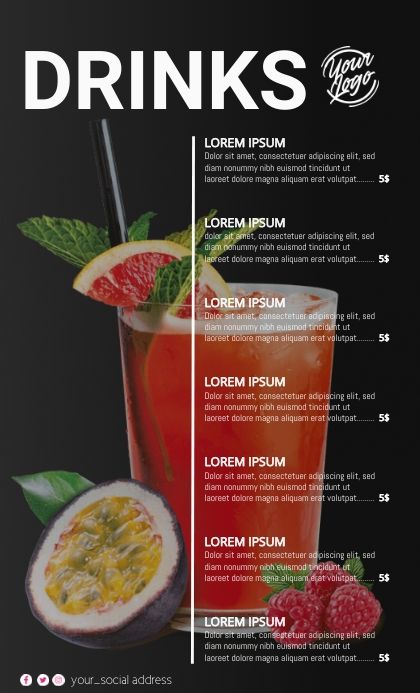 DRINKS
Your
Logo
LOREM IPSUM
Dolor sit amet, consectetuer adipiscing elit, sed
diam nonummy nibh euismod tincidunt ut
laoreet dolore magna aliquam erat volutpat......... 5$
LOREM IPSUM
dolor sit amet, consectetuer adipiscing elit, sed
diam nonummy nibh euismod tincidunt ut
laoreet dolore magna aliquam erat volutpat......... 5$
LOREM IPSUM
Dolor sit amet, consectetuer adipiscing elit, sed
diam nonummy nibh euismod tincidunt ut
laoreet dolore magna aliquam erat volutpat......... 5$
LOREM IPSUM
Dolor sit amet, consectetuer adipiscing elit, sed
diam nonummy nibh euismod tincidunt ut
laoreet dolore magna aliquam erat volutpat......... 5$
LOREM IPSUM
Dolor sit amet, consectetuer adipiscing elit, sed
diam nonummy nibh euismod tincidunt ut
laoreet dolore magna aliquam erat volutpat......... 5$
LOREM IPSUM
Dolor sit amet, consectetuer adipiscing elit, sed
diam nonummy nibh euismod tincidunt ut
laoreet dolore magna aliquam erat volutpat......... 5$
LOREM IPSUM
Dolor sit amet, consectetuer adipiscing elit, sed
diam nonummy nibh euismod tincidunt ut
laoreet dolore magna aliquam erat volutpat......... 5$
your_social address